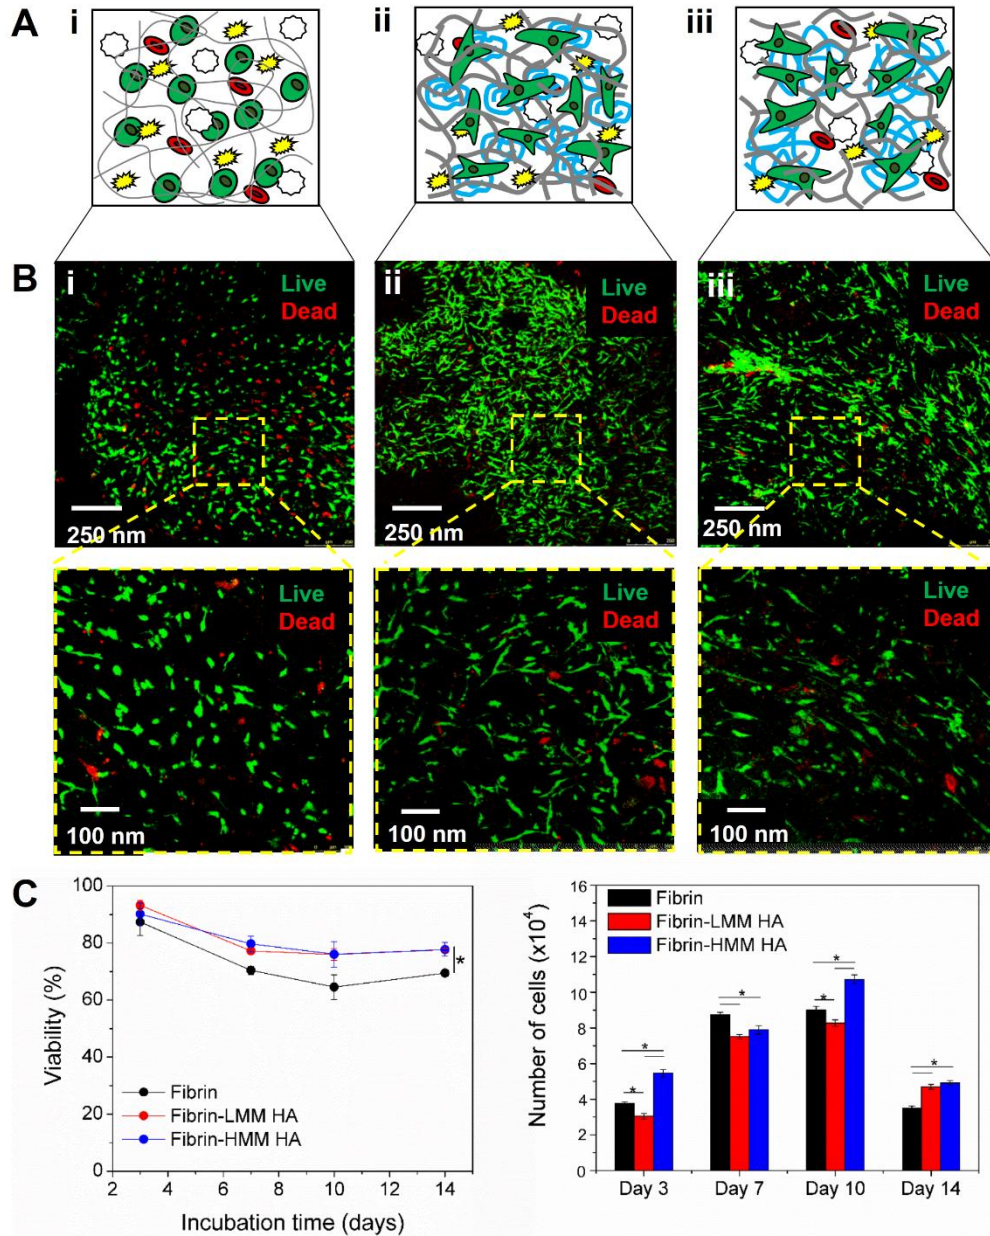 A
i
ii
iii
B
i
Live
Dead
250 nm
ii
Live
Dead
250 nm
iii
Live
Dead
250 nm
Live
Dead
100 nm
Live
Dead
100 nm
Live
Dead
100 nm
C
100
80
60
40
20
0
Viability (%)
Fibrin
Fibrin-LMM HA
Fibrin-HMM HA
*
2 4 6 8 10 12 14
Incubation time (days)
16
14
12
10
8
6
4
2
0
Number of cells (x10⁴)
Fibrin
Fibrin-LMM HA
Fibrin-HMM HA
* * * * * *
Day 3 Day 7 Day 10 Day 14